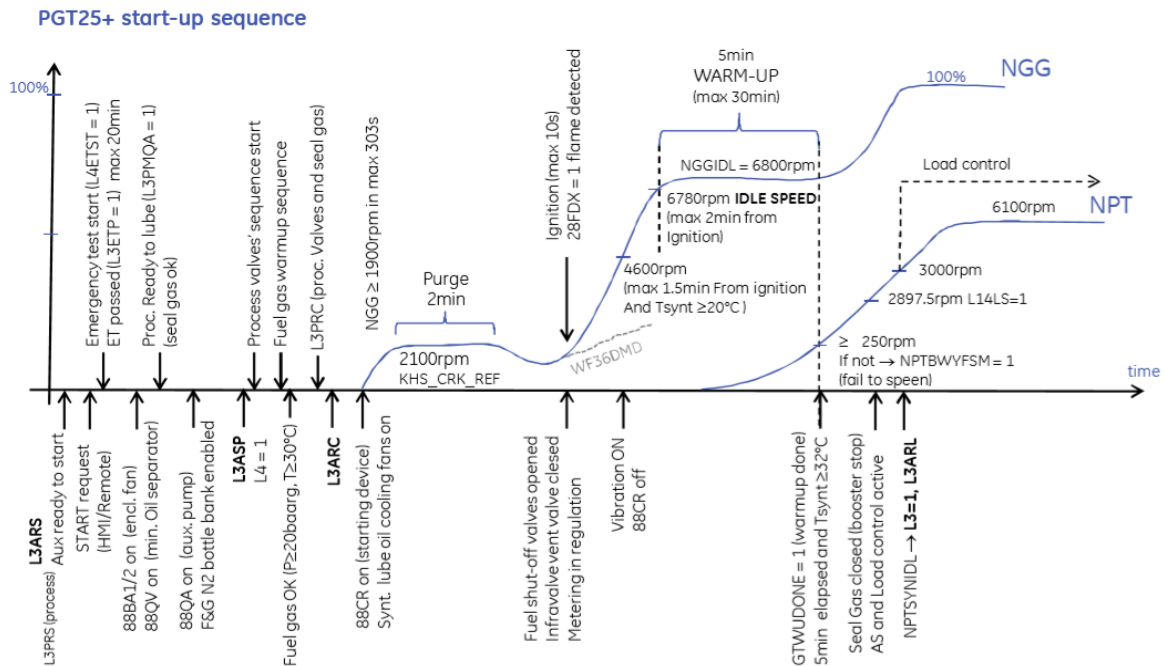 PGT25+ start-up sequence
100%
Emergency test start (L4ETST = 1)
ET passed (L3ETP = 1)  max 20min
Proc. Ready to lube (L3PMQA = 1)
(seal gas ok)
Process valves' sequence start
Fuel gas warmup sequence
L3PRC (proc. Valves and seal gas)
NGG ≥ 1900rpm in max 303s
Purge
2min
2100rpm
KHS_CRK_REF
Ignition (max 10s)
28FDX = 1 flame detected
WF36DMD
5min
WARM-UP
(max 30min)
NGGIDL = 6800rpm
6780rpm IDLE SPEED
(max 2min from
Ignition)
4600rpm
(max 1.5min From ignition
And Tsynt ≥20°C )
100%
NGG
Load control
6100rpm
NPT
3000rpm
2897.5rpm L14LS=1
≥ 250rpm
If not → NPTBWYFSM = 1
(fail to speen)
time
L3PRS (process)
L3ARS
Aux ready to start
START request
(HMI/Remote)
88BA1/2 on (encl. fan)
88QV on (min. Oil separator)
88QA on (aux. pump)
F&G N2 bottle bank enabled
L3ASP
L4 = 1
Fuel gas OK (P≥20baarg, T≥30°C)
L3ARC
88CR on (starting device)
Synt. lube oil cooling fans on
Fuel shut-off valves opened
Infravalve vent valve closed
Metering in regulation
Vibration ON
88CR off
GTWUDONE = 1 (warmup done)
5min elapsed and Tsynt ≥32°C
Seal Gas closed (booster stop)
AS and Load control active
NPTSYNIDL → L3=1, L3ARL